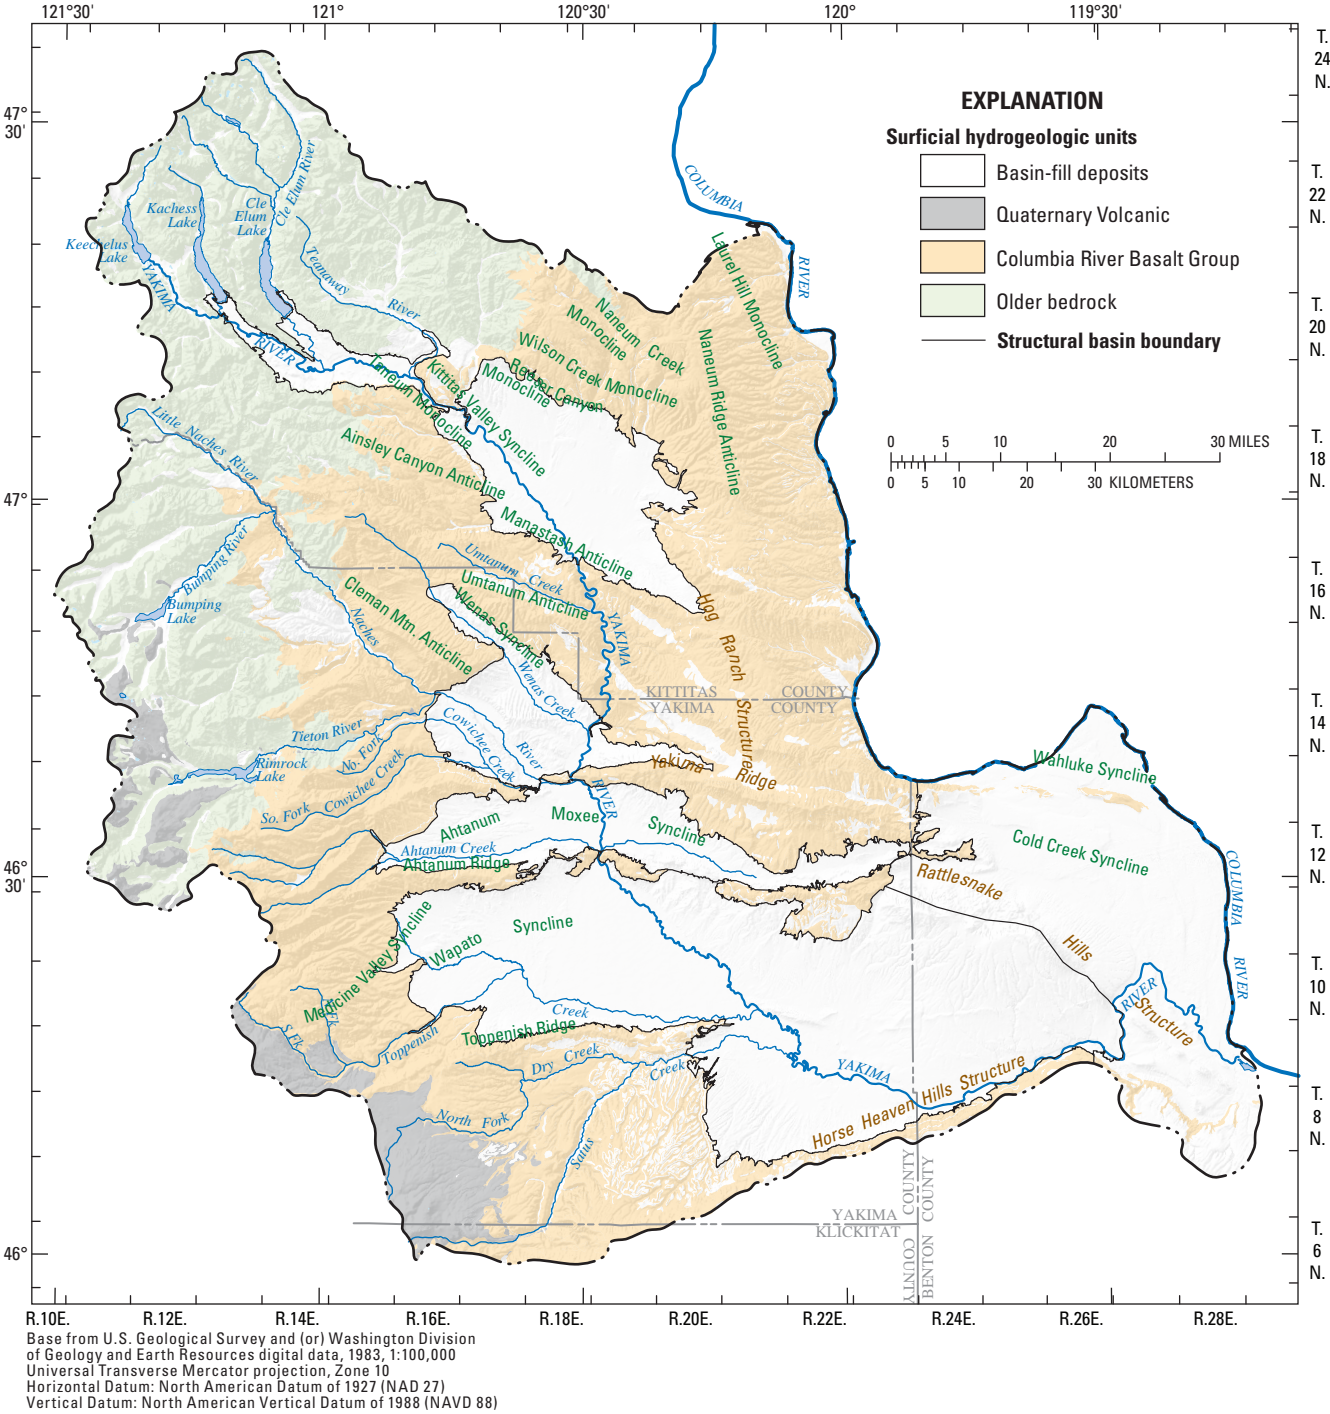 121°30'
121°
120°30'
120°
119°30'
T.
24
N.
47°
30'
EXPLANATION
Surficial hydrogeologic units
Basin-fill deposits
Quaternary Volcanic
Columbia River Basalt Group
Older bedrock
Structural basin boundary
T.
22
N.
COLUMBIA
RIVER
Cle Elum River
Kachess
Lake
Cle
Elum
Lake
Keechelus
Lake
YAKIMA
RIVER
Teanaway
River
Laurel Hill Monocline
Naneum Creek
Monocline
Wilson Creek Monocline
Reeser Canyon
Monocline
Naneum Ridge Anticline
T.
20
N.
Taneum Monocline
Kittitas Valley Syncline
Little Naches River
Ainsley Canyon Anticline
0 5 10 20 30 MILES
0 5 10 20 30 KILOMETERS
T.
18
N.
47°
Manastash Anticline
Bumping River
Bumping
Lake
Umtanum Creek
Umtanum Anticline
Cleman Mtn. Anticline
Naches
Wenas Syncline
Wenas Creek
YAKIMA
Hog Ranch Structure
T.
16
N.
KITTITAS COUNTY
YAKIMA COUNTY
T.
14
N.
Tieton River
No. Fork
Cowichee Creek
River
Rimrock
Lake
So. Fork Cowichee Creek
Yakima
Ridge
RIVER
Wahluke Syncline
Ahtanum
Moxee
Syncline
Ahtanum Creek
Ahtanum Ridge
Cold Creek Syncline
T.
12
N.
46°
30'
Rattlesnake
Hills
Structure
COLUMBIA
RIVER
Medicine Valley Syncline
Wapato
Syncline
T.
10
N.
RIVER
S. Fk
Fk
Toppenish
Creek
Toppenish Ridge
Dry Creek
Creek
YAKIMA
Horse Heaven Hills Structure
North Fork
Satus
T.
8
N.
YAKIMA COUNTY
KLICKITAT COUNTY
BENTON COUNTY
46°
T.
6
N.
R.10E.
R.12E.
R.14E.
R.16E.
R.18E.
R.20E.
R.22E.
R.24E.
R.26E.
R.28E.
Base from U.S. Geological Survey and (or) Washington Division
of Geology and Earth Resources digital data, 1983, 1:100,000
Universal Transverse Mercator projection, Zone 10
Horizontal Datum: North American Datum of 1927 (NAD 27)
Vertical Datum: North American Vertical Datum of 1988 (NAVD 88)